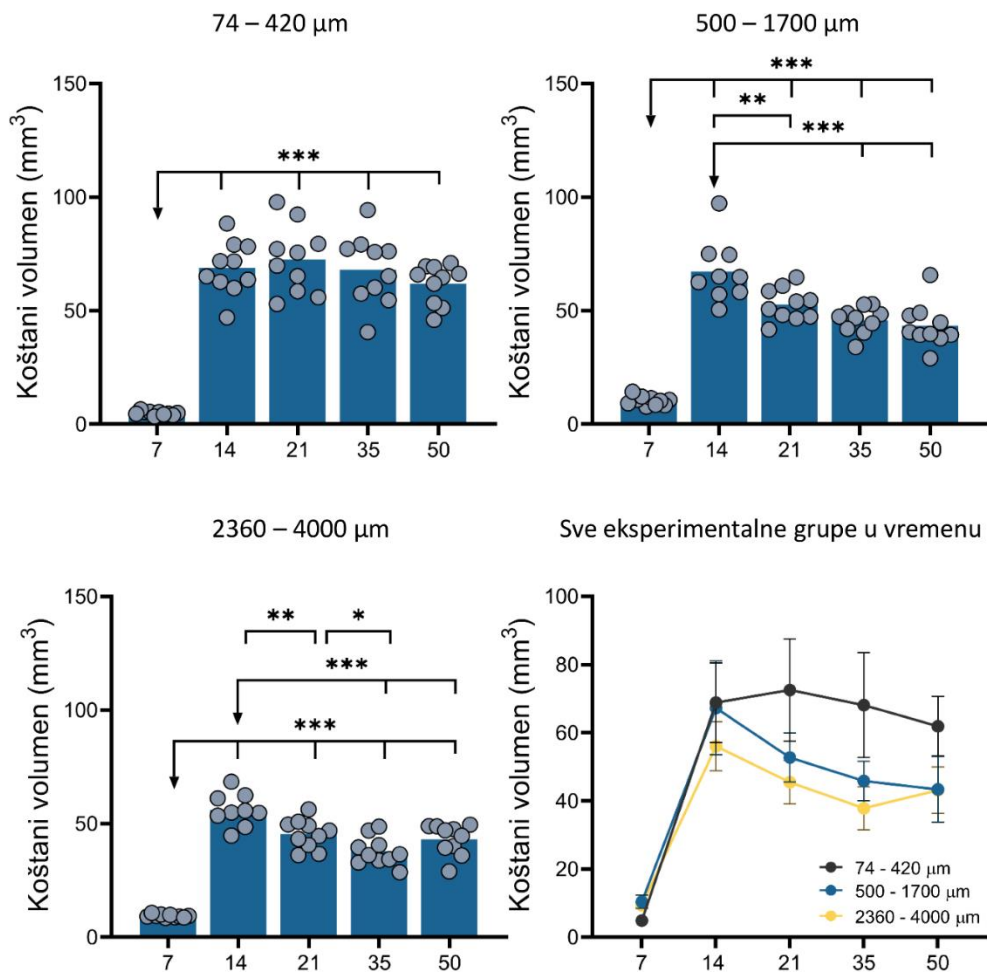 74 – 420 µm
150
100
50
0
Koštani volumen (mm³)
***
7 14 21 35 50
500 – 1700 µm
150
100
50
0
Koštani volumen (mm³)
***
**
***
7 14 21 35 50
2360 – 4000 µm
150
100
50
0
Koštani volumen (mm³)
** *
***
***
7 14 21 35 50
Sve eksperimentalne grupe u vremenu
100
80
60
40
20
0
Koštani volumen (mm³)
74 - 420 µm
500 - 1700 µm
2360 - 4000 µm
7 14 21 35 50